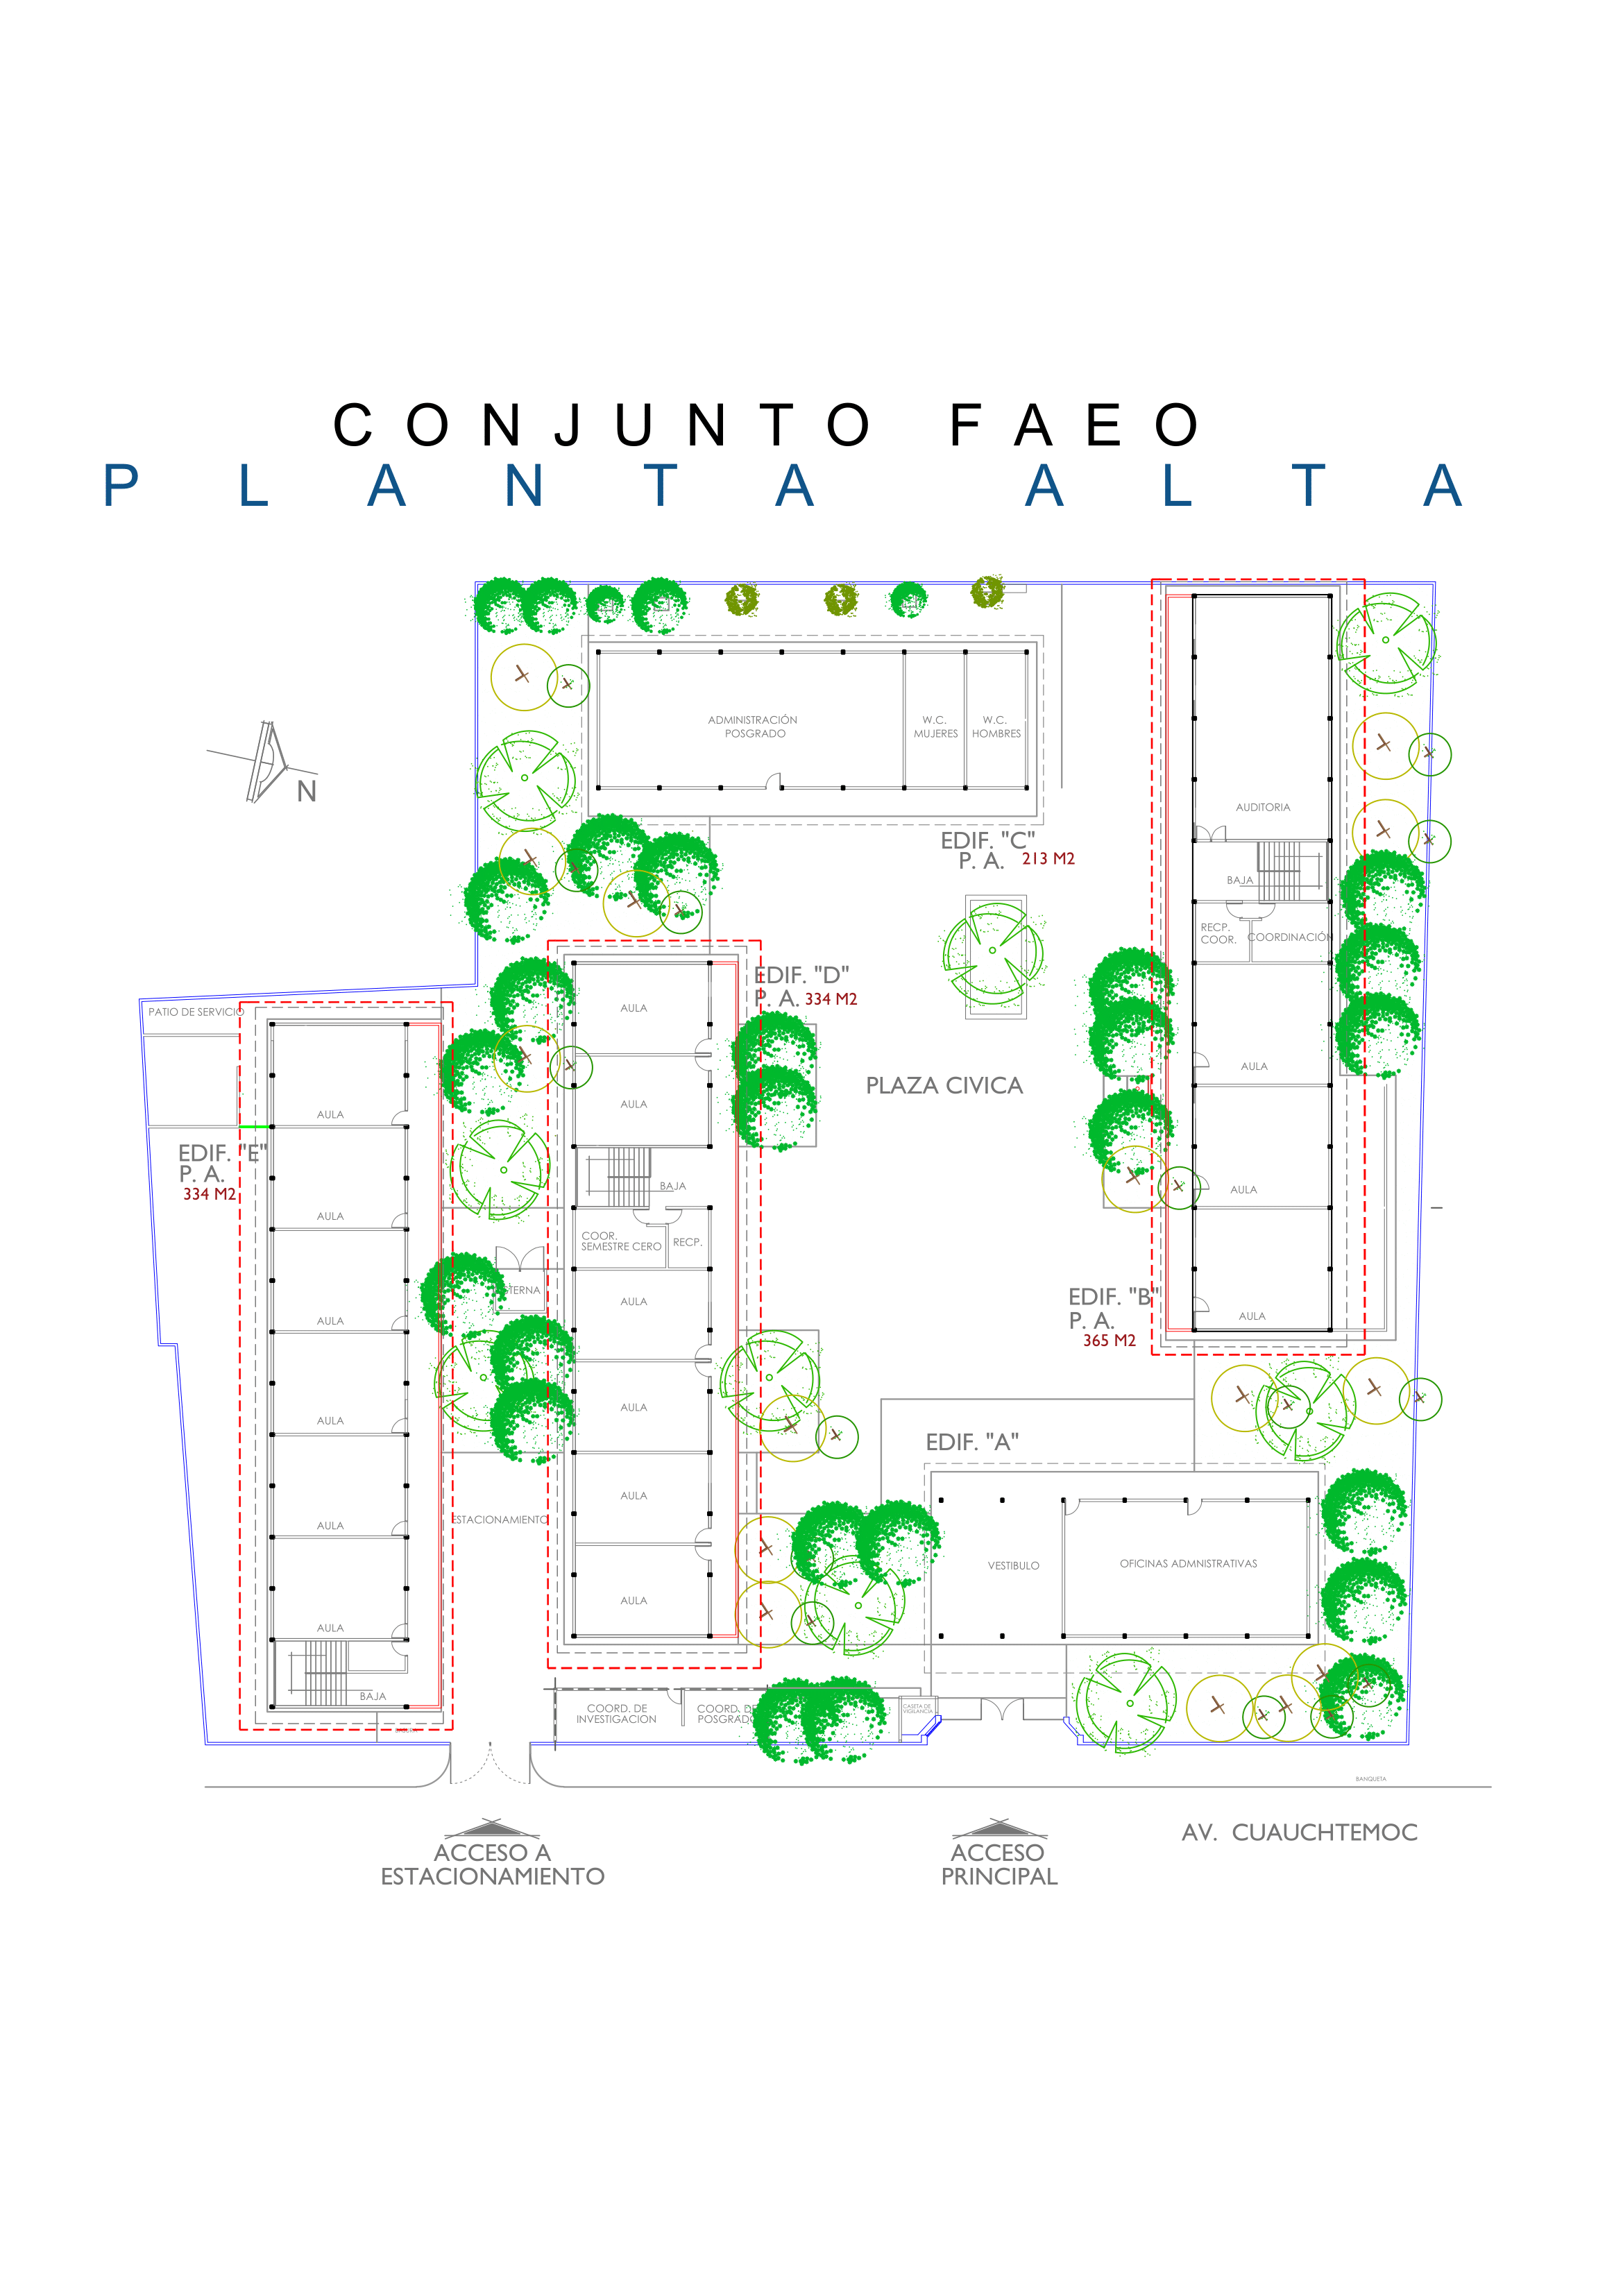 CONJUNTO FAEO
PLANTA ALTA
ADMINISTRACIÓN
POSGRADO
W.C.
MUJERES
W.C.
HOMBRES
N
AUDITORIA
EDIF. "C"
P. A. 213 M2
BAJA
RECP.
COOR.
COORDINACIÓN
EDIF. "D"
P. A. 334 M2
AULA
PATIO DE SERVICIO
AULA
AULA
PLAZA CIVICA
AULA
EDIF. "E"
P. A.
334 M2
BAJA
AULA
AULA
COOR.
SEMESTRE CERO
RECP.
AULA
EDIF. "B"
P. A.
365 M2
AULA
AULA
AULA
AULA
AULA
EDIF. "A"
AULA
AULA
ESTACIONAMIENTO
VESTIBULO
OFICINAS ADMNISTRATIVAS
AULA
AULA
BAJA
COORD. DE
INVESTIGACION
COORD. DE
POSGRADO
CASETA DE
VIGILANCIA
BANQUETA
ACCESO A
ESTACIONAMIENTO
ACCESO
PRINCIPAL
AV. CUAUCHTEMOC